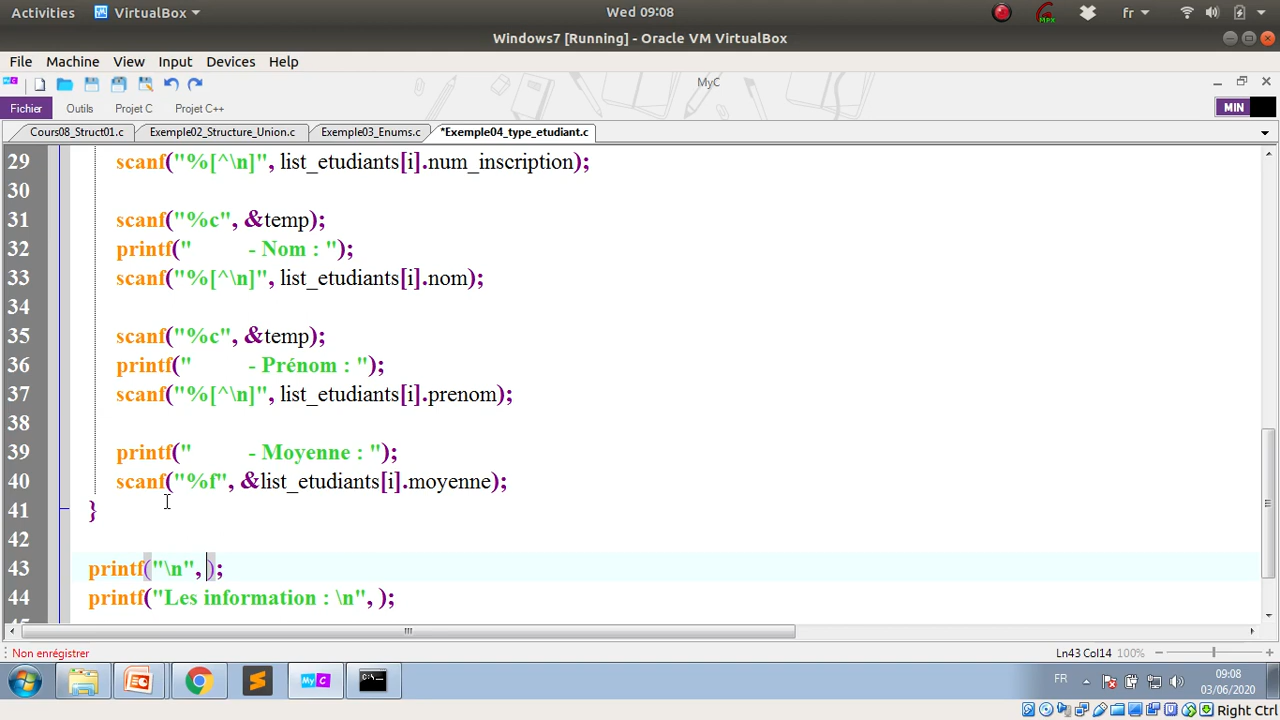 Activities VirtualBox Wed 09:08 fr
Windows7 [Running] - Oracle VM VirtualBox
File Machine View Input Devices Help
MyC MyC
Fichier Outils Projet C Projet C++ MIN
Cours08_Struct01.c Exemple02_Structure_Union.c Exemple03_Enums.c *Exemple04_type_etudiant.c
29 scanf("%[^\n]", list_etudiants[i].num_inscription);
30
31 scanf("%c", &temp);
32 printf(" - Nom : ");
33 scanf("%[^\n]", list_etudiants[i].nom);
34
35 scanf("%c", &temp);
36 printf(" - Prénom : ");
37 scanf("%[^\n]", list_etudiants[i].prenom);
38
39 printf(" - Moyenne : ");
40 scanf("%f", &list_etudiants[i].moyenne);
41 }
42
43 printf("\n", );
44 printf("Les information : \n", );
Non enrégistrer Ln43 Col14 100%
MyC FR 09:08
03/06/2020
Right Ctrl